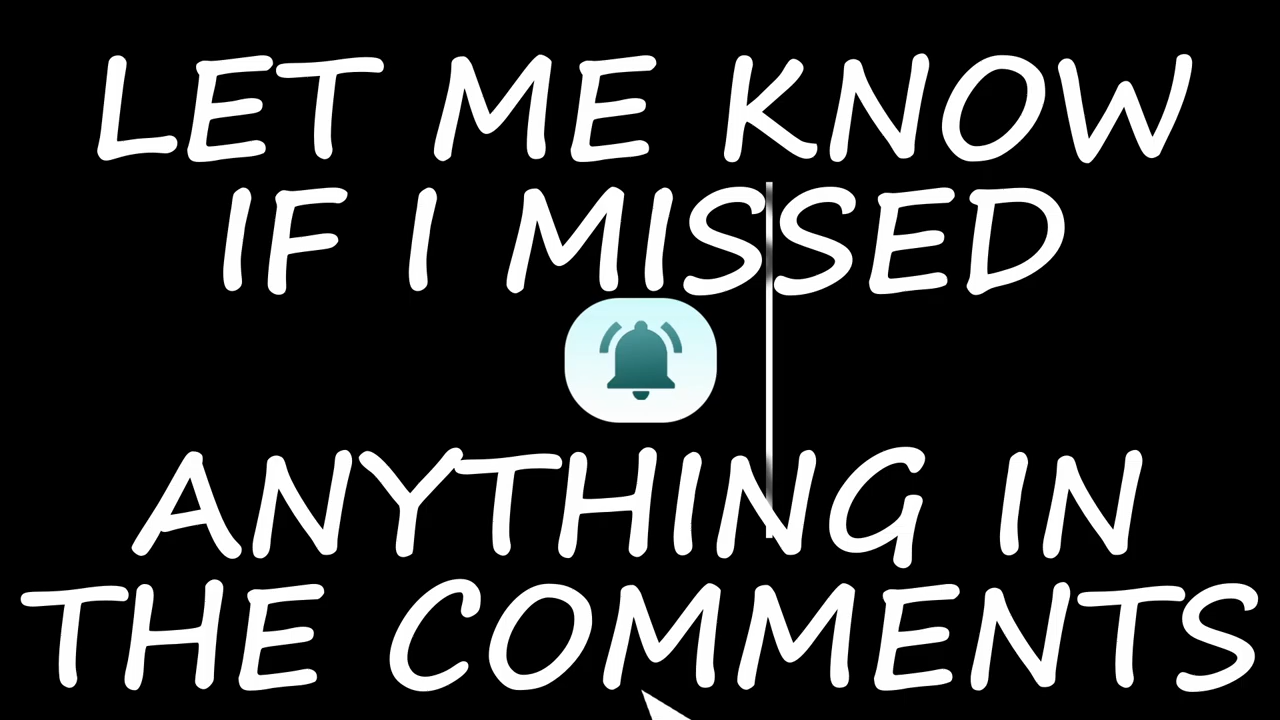 LET ME KNOW
IF I MISSED
ANYTHING IN
THE COMMENTS